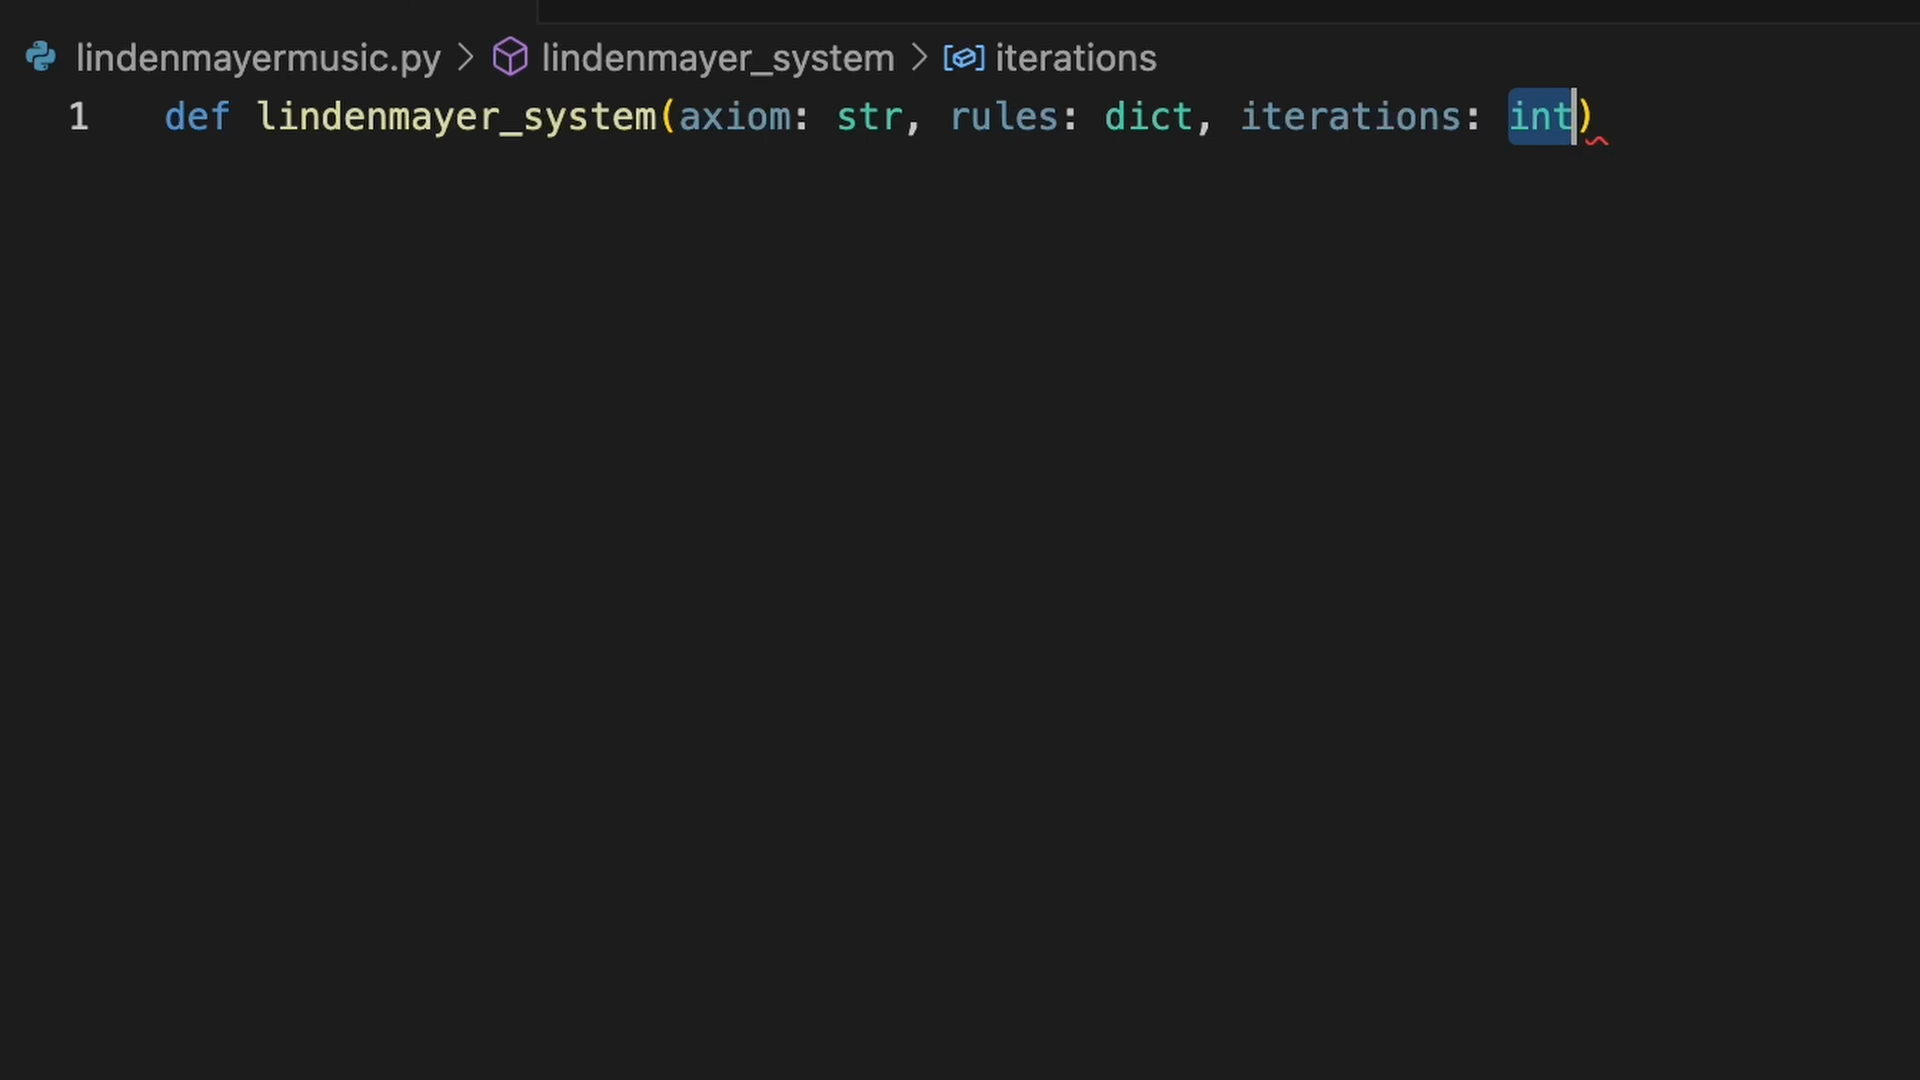 lindenmayermusic.py > lindenmayer_system > iterations
1 def lindenmayer_system(axiom: str, rules: dict, iterations: int)